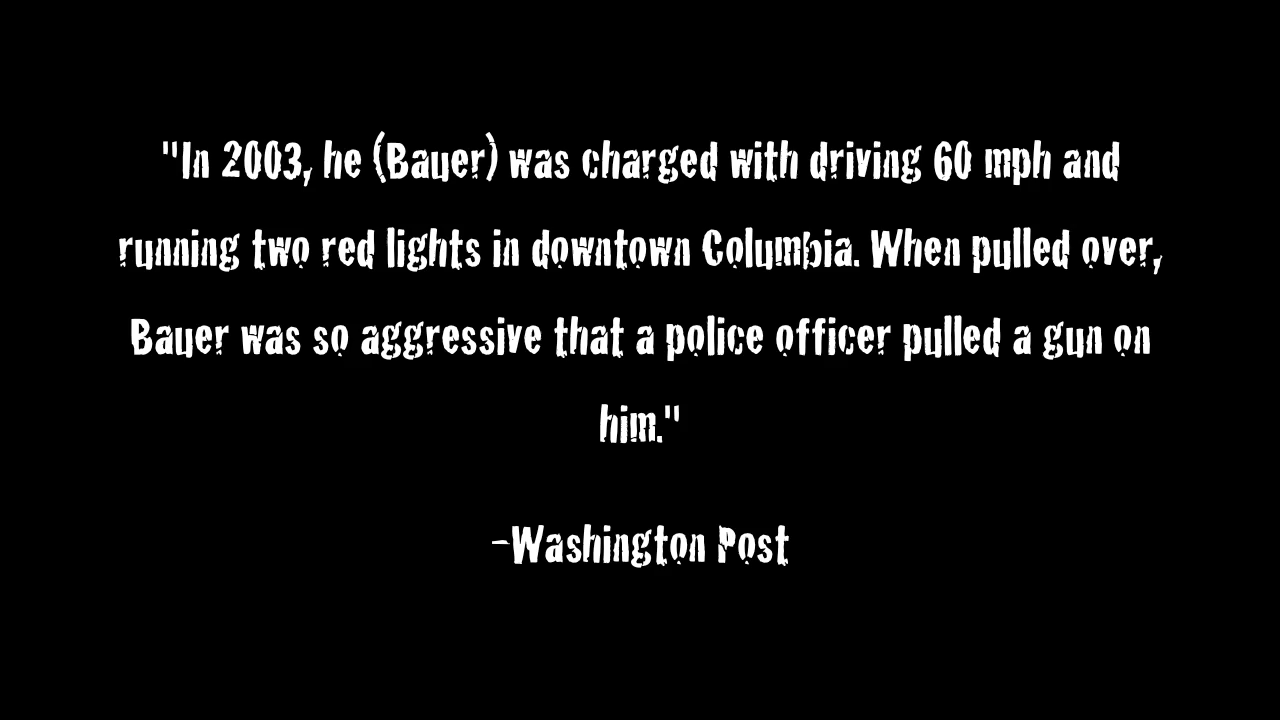 "In 2003, he (Bauer) was charged with driving 60 mph and
running two red lights in downtown Columbia. When pulled over,
Bauer was so aggressive that a police officer pulled a gun on
him."
-Washington Post